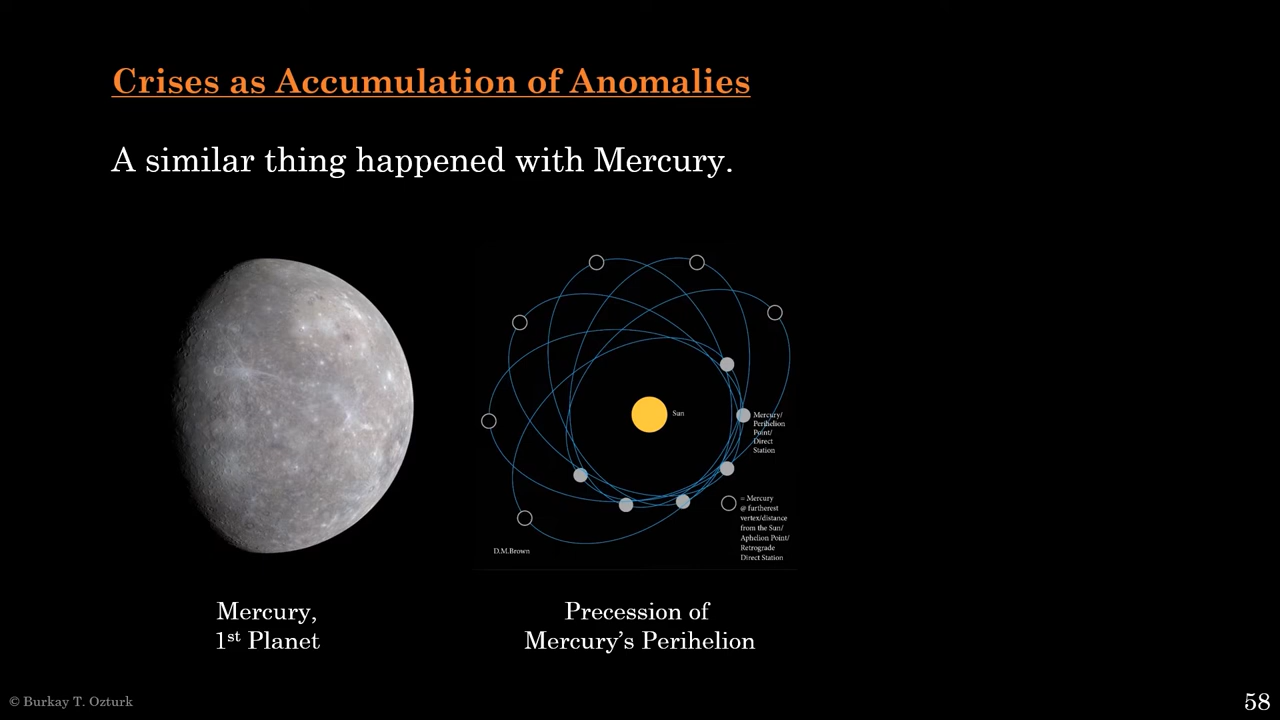 Crises as Accumulation of Anomalies
A similar thing happened with Mercury.
Sun
Mercury/
Perihelion
Point/
Direct
Station
= Mercury
@ furtherest
vertex/distance
from the Sun/
Aphelion Point/
Retrograde
Direct Station
D.M.Brown
Mercury,
1st Planet
Precession of
Mercury’s Perihelion
© Burkay T. Ozturk
58